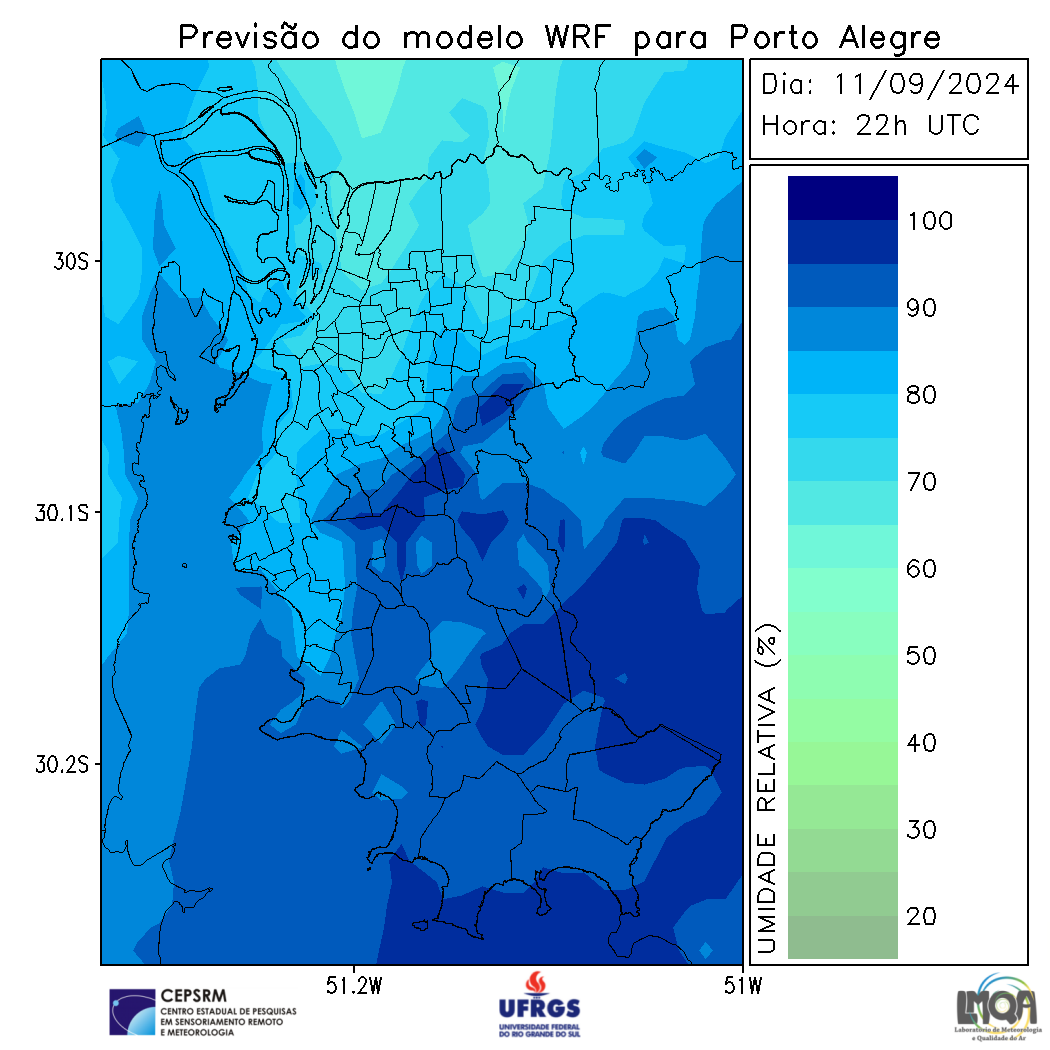 Previsão do modelo WRF para Porto Alegre
Dia: 11/09/2024
Hora: 22h UTC
30S
30.1S
30.2S
51.2W
51W
UMIDADE RELATIVA (%)
100
90
80
70
60
50
40
30
20
CEPSRM
CENTRO ESTADUAL DE PESQUISAS
EM SENSORIAMENTO REMOTO
E METEOROLOGIA
UFRGS
UNIVERSIDADE FEDERAL
DO RIO GRANDE DO SUL
LMQA
Laboratório de Meteorologia
e Qualidade do Ar